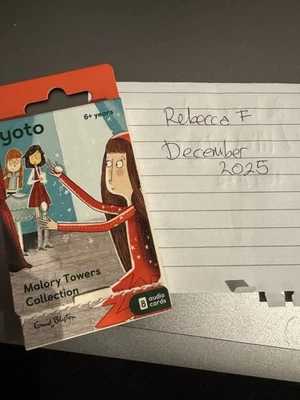 yoto
6+ years
Malory Towers
Collection
Enid Blyton
6 audio
cards
Rebecca F
December
2025